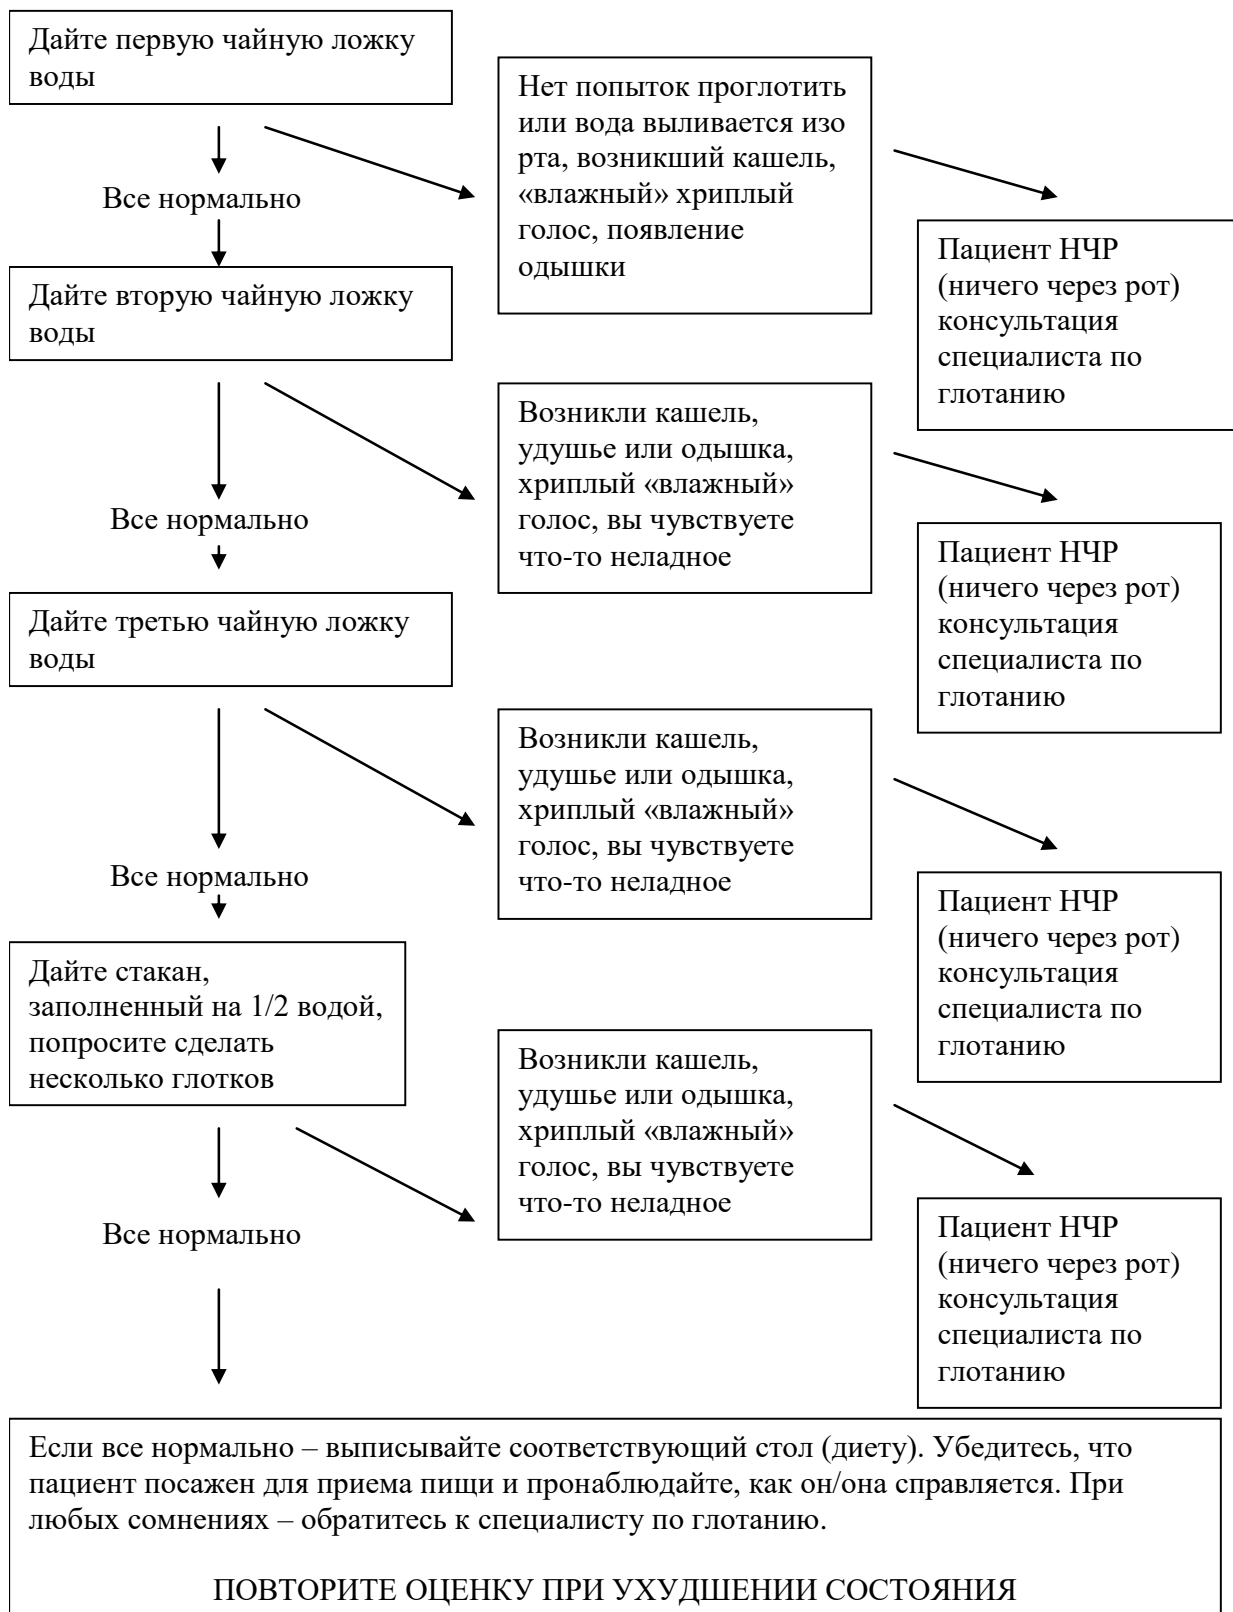 Дайте первую чайную ложку
воды
Нет попыток проглотить
или вода выливается изо
рта, возникший кашель,
«влажный» хриплый
голос, появление
одышки
Пациент НЧР
(ничего через рот)
консультация
специалиста по
глотанию
Все нормально
Дайте вторую чайную ложку
воды
Возникли кашель,
удушье или одышка,
хриплый «влажный»
голос, вы чувствуете
что-то неладное
Пациент НЧР
(ничего через рот)
консультация
специалиста по
глотанию
Все нормально
Дайте третью чайную ложку
воды
Возникли кашель,
удушье или одышка,
хриплый «влажный»
голос, вы чувствуете
что-то неладное
Пациент НЧР
(ничего через рот)
консультация
специалиста по
глотанию
Все нормально
Дайте стакан,
заполненный на 1/2 водой,
попросите сделать
несколько глотков
Возникли кашель,
удушье или одышка,
хриплый «влажный»
голос, вы чувствуете
что-то неладное
Пациент НЧР
(ничего через рот)
консультация
специалиста по
глотанию
Все нормально
Если все нормально – выписывайте соответствующий стол (диету). Убедитесь, что
пациент посажен для приема пищи и пронаблюдайте, как он/она справляется. При
любых сомнениях – обратитесь к специалисту по глотанию.
ПОВТОРИТЕ ОЦЕНКУ ПРИ УХУДШЕНИИ СОСТОЯНИЯ